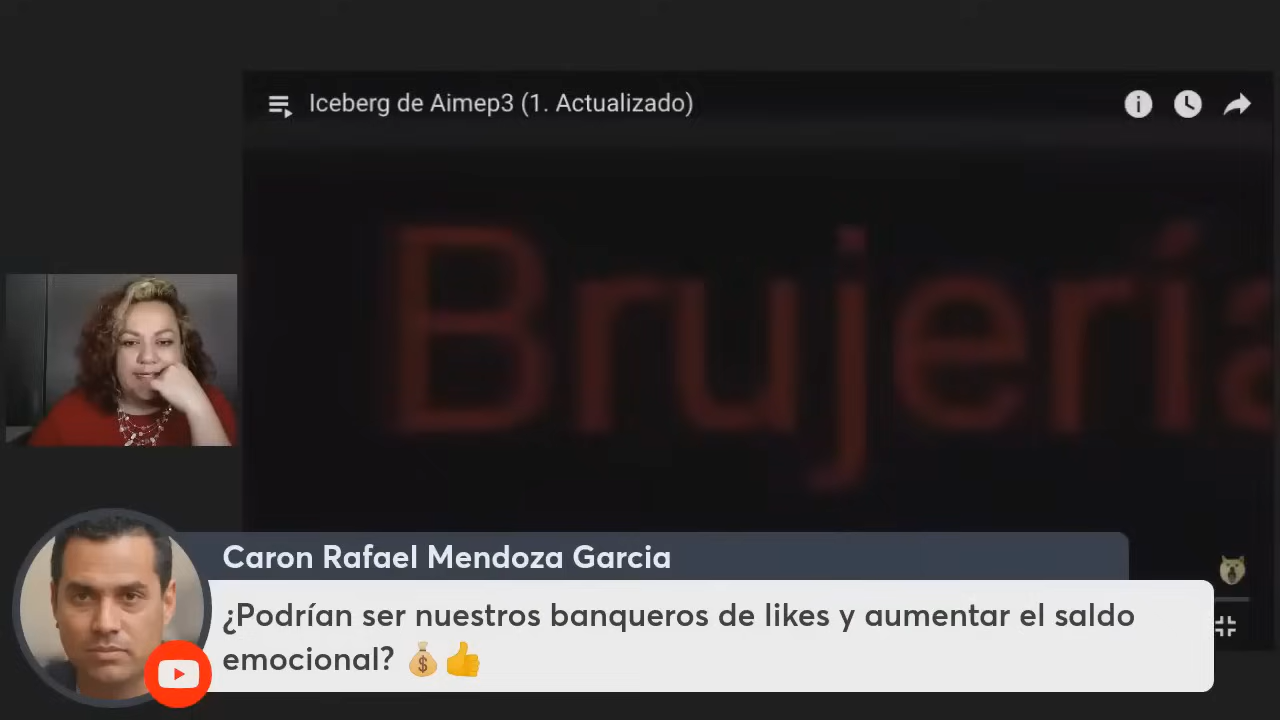 Iceberg de Aimep3 (1. Actualizado)
Brujería
Caron Rafael Mendoza Garcia
¿Podrían ser nuestros banqueros de likes y aumentar el saldo
emocional? 💰👍